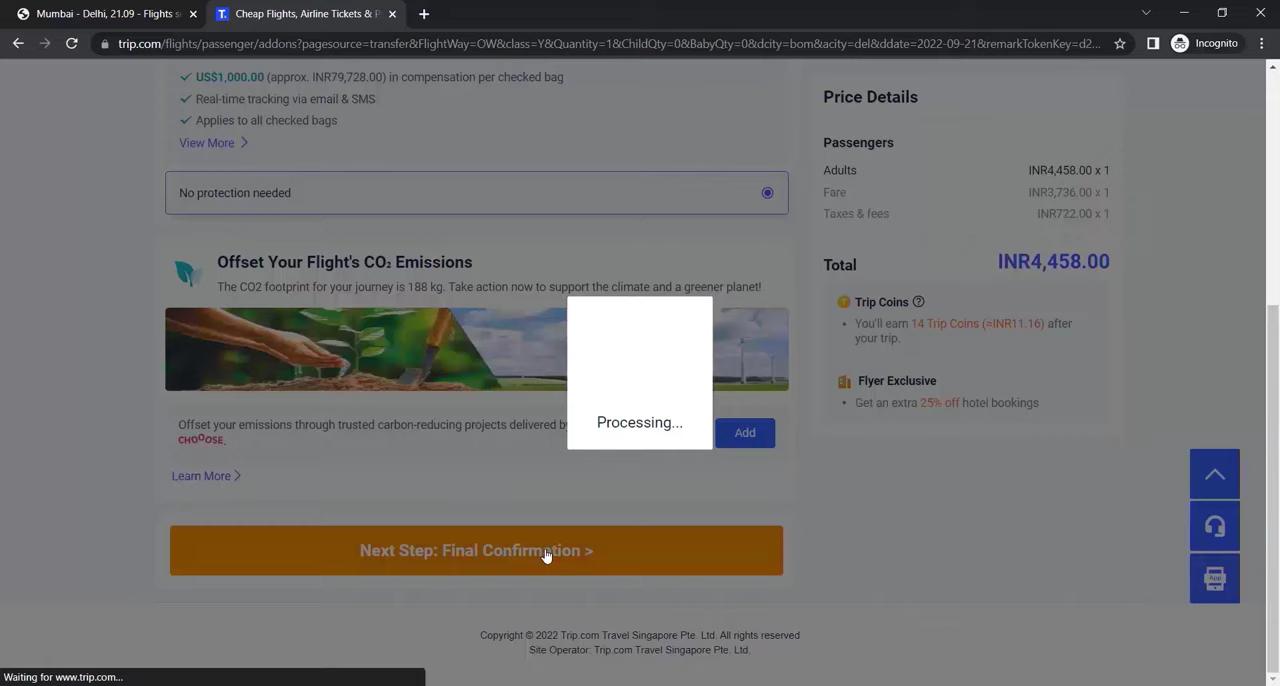 Mumbai - Delhi, 21.09 - Flights s
Cheap Flights, Airline Tickets & P
trip.com/flights/passenger/addons?pagesource=transfer&FlightWay=OW&class=Y&Quantity=1&ChildQty=0&BabyQty=0&dcity=bom&acity=del&ddate=2022-09-21&remarkTokenKey=d2...
Incognito
US$1,000.00 (approx. INR79,728.00) in compensation per checked bag
Real-time tracking via email & SMS
Applies to all checked bags
View More
No protection needed
Offset Your Flight's CO₂ Emissions
The CO2 footprint for your journey is 188 kg. Take action now to support the climate and a greener planet!
Offset your emissions through trusted carbon-reducing projects delivered by
CHOOOSE.
Add
Learn More
Processing...
Next Step: Final Confirmation >
Price Details
Passengers
Adults INR4,458.00 x 1
Fare INR3,736.00 x 1
Taxes & fees INR722.00 x 1
Total INR4,458.00
Trip Coins
You'll earn 14 Trip Coins (≈INR11.16) after
your trip.
Flyer Exclusive
Get an extra 25% off hotel bookings
App
Copyright © 2022 Trip.com Travel Singapore Pte. Ltd. All rights reserved
Site Operator: Trip.com Travel Singapore Pte. Ltd.
Waiting for www.trip.com...